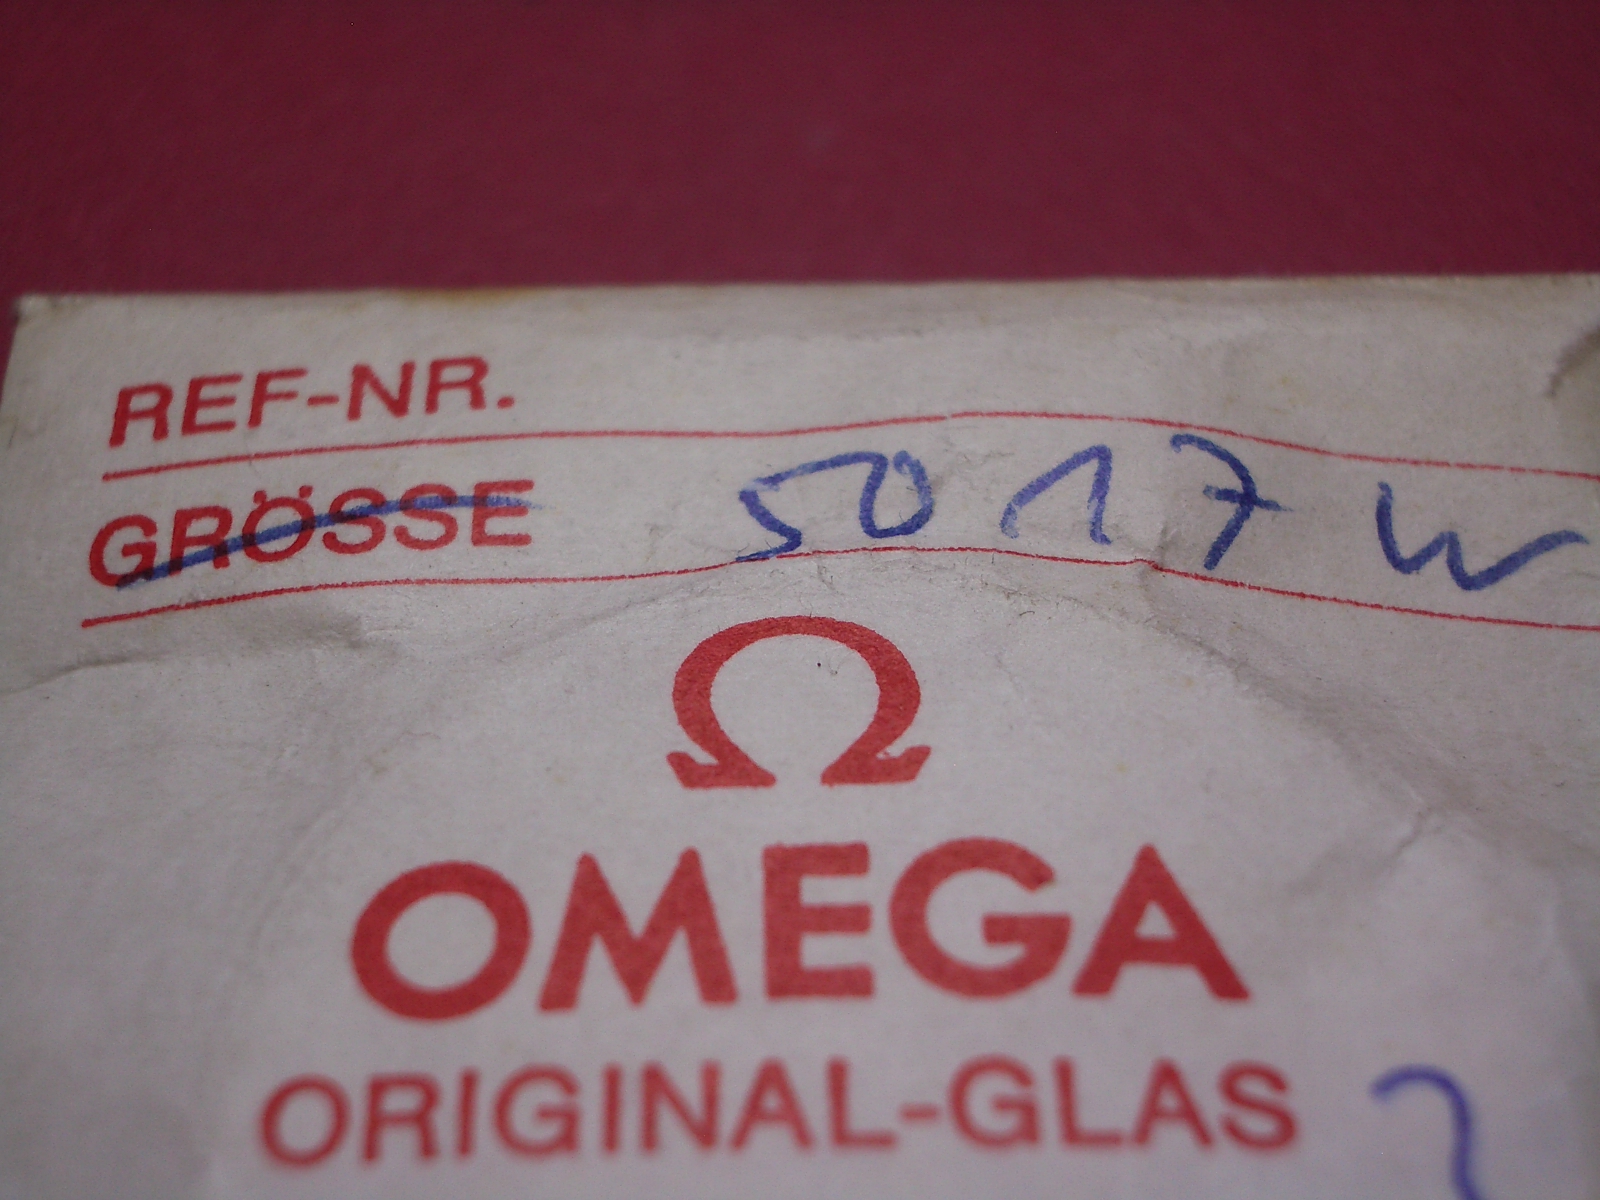 REF-NR.
GRÖSSE 5017 W
Ω
OMEGA
ORIGINAL-GLAS